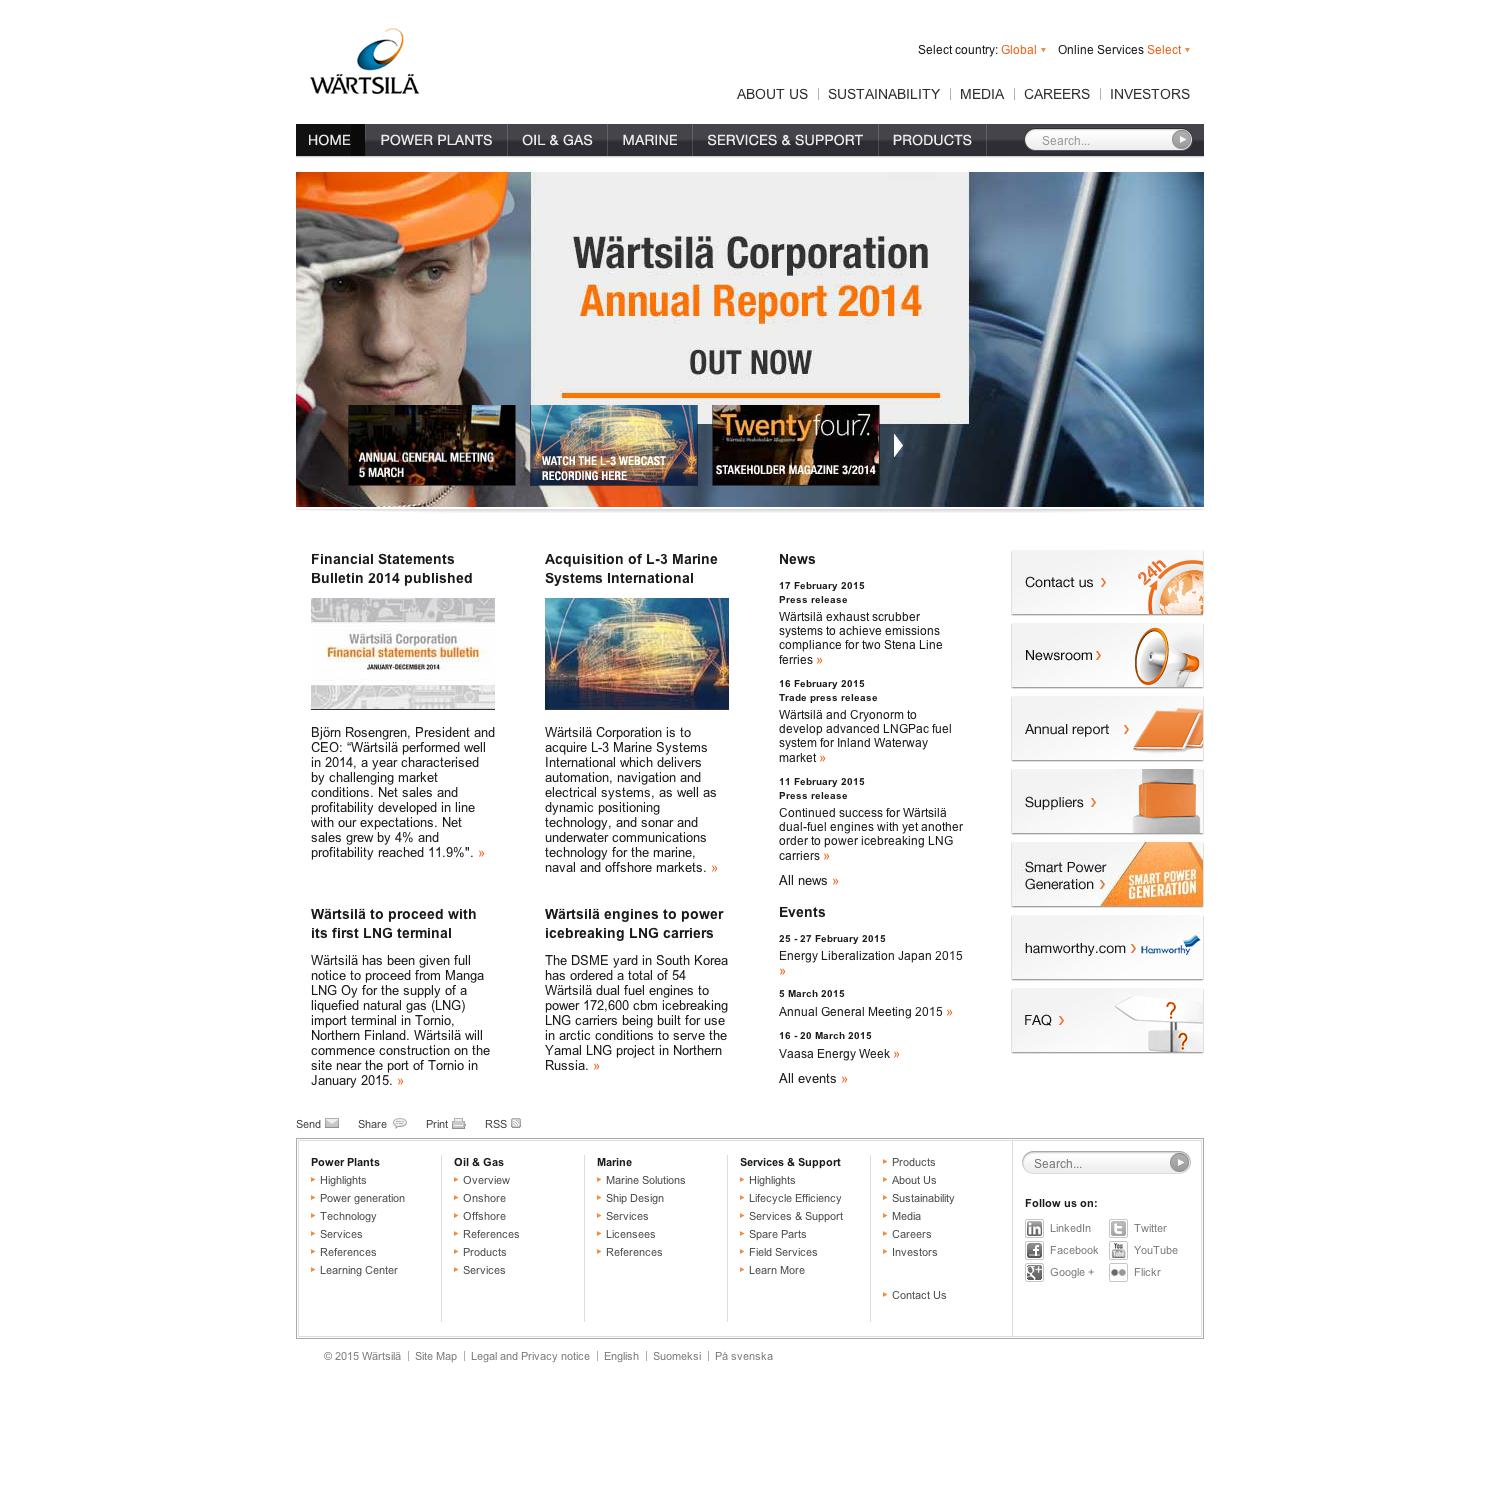 WÄRTSILÄ
Select country: Global
Online Services Select
ABOUT US
SUSTAINABILITY
MEDIA
CAREERS
INVESTORS
HOME
POWER PLANTS
OIL & GAS
MARINE
SERVICES & SUPPORT
PRODUCTS
Search...
Wärtsilä Corporation
Annual Report 2014
OUT NOW
ANNUAL GENERAL MEETING
5 MARCH
WATCH THE L-3 WEBCAST
RECORDING HERE
Twentyfour7.
Wärtsilä Stakeholder Magazine
STAKEHOLDER MAGAZINE 3/2014
Financial Statements
Bulletin 2014 published
Wärtsilä Corporation
Financial statements bulletin
JANUARY-DECEMBER 2014
Björn Rosengren, President and
CEO: “Wärtsilä performed well
in 2014, a year characterised
by challenging market
conditions. Net sales and
profitability developed in line
with our expectations. Net
sales grew by 4% and
profitability reached 11.9%". »
Acquisition of L-3 Marine
Systems International
Wärtsilä Corporation is to
acquire L-3 Marine Systems
International which delivers
automation, navigation and
electrical systems, as well as
dynamic positioning
technology, and sonar and
underwater communications
technology for the marine,
naval and offshore markets. »
Wärtsilä to proceed with
its first LNG terminal
Wärtsilä has been given full
notice to proceed from Manga
LNG Oy for the supply of a
liquefied natural gas (LNG)
import terminal in Tornio,
Northern Finland. Wärtsilä will
commence construction on the
site near the port of Tornio in
January 2015. »
Wärtsilä engines to power
icebreaking LNG carriers
The DSME yard in South Korea
has ordered a total of 54
Wärtsilä dual fuel engines to
power 172,600 cbm icebreaking
LNG carriers being built for use
in arctic conditions to serve the
Yamal LNG project in Northern
Russia. »
News
17 February 2015
Press release
Wärtsilä exhaust scrubber
systems to achieve emissions
compliance for two Stena Line
ferries »
16 February 2015
Trade press release
Wärtsilä and Cryonorm to
develop advanced LNGPac fuel
system for Inland Waterway
market »
11 February 2015
Press release
Continued success for Wärtsilä
dual-fuel engines with yet another
order to power icebreaking LNG
carriers »
All news »
Events
25 - 27 February 2015
Energy Liberalization Japan 2015
»
5 March 2015
Annual General Meeting 2015 »
16 - 20 March 2015
Vaasa Energy Week »
All events »
Contact us
24h
Newsroom
Annual report
Suppliers
Smart Power
Generation
SMART POWER
GENERATION
hamworthy.com
Hamworthy
FAQ
?
?
Send
Share
Print
RSS
Power Plants
Highlights
Power generation
Technology
Services
References
Learning Center
Oil & Gas
Overview
Onshore
Offshore
References
Products
Services
Marine
Marine Solutions
Ship Design
Services
Licensees
References
Services & Support
Highlights
Lifecycle Efficiency
Services & Support
Spare Parts
Field Services
Learn More
Products
About Us
Sustainability
Media
Careers
Investors
Contact Us
Search...
Follow us on:
LinkedIn
Twitter
Facebook
YouTube
Google +
Flickr
© 2015 Wärtsilä
Site Map
Legal and Privacy notice
English
Suomeksi
På svenska